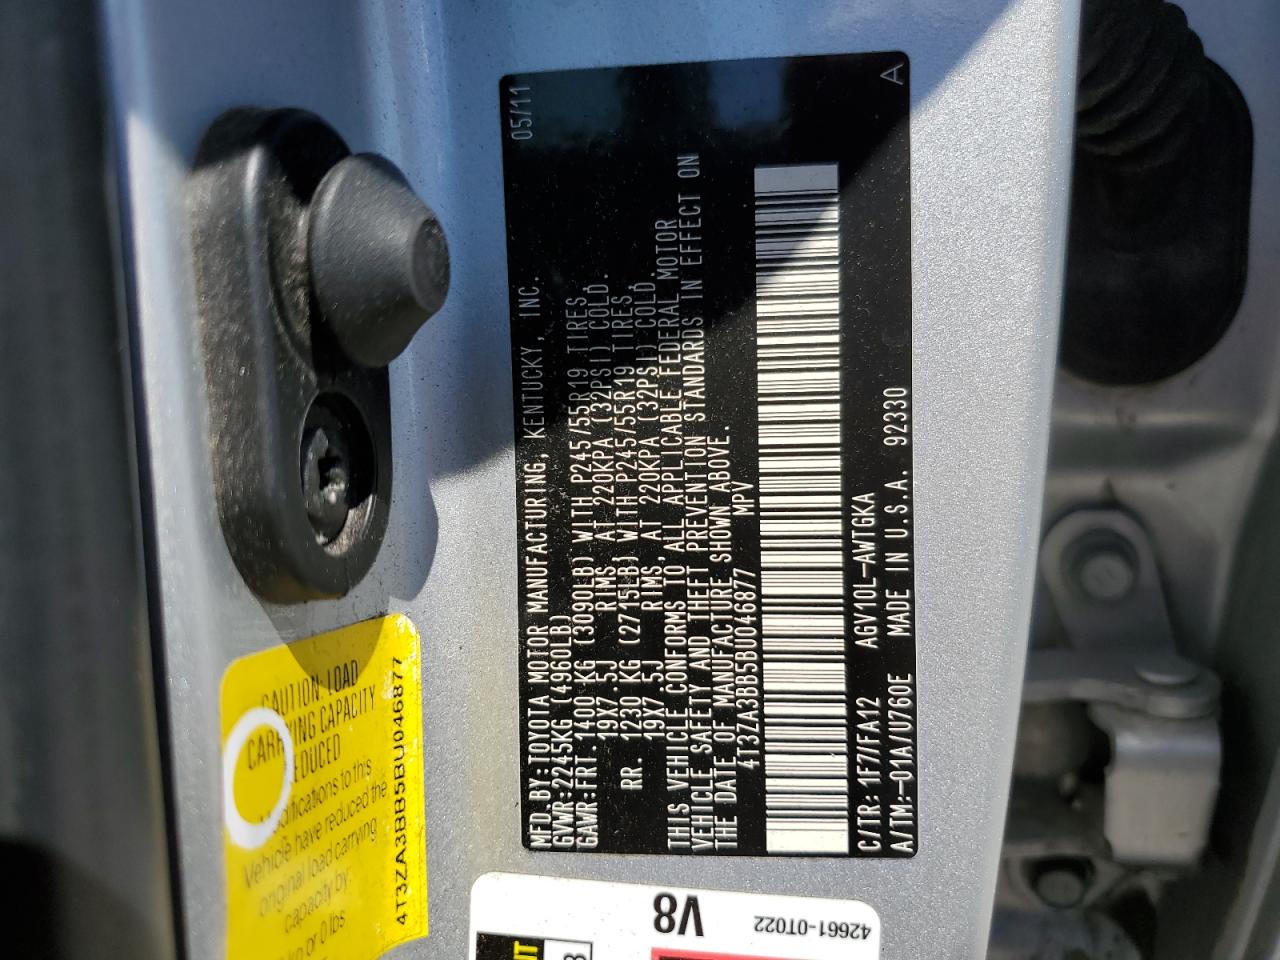 05/11
MFD. BY: TOYOTA MOTOR MANUFACTURING, KENTUCKY, INC.
GVWR: 2245KG (4960LB)
GAWR: FRT. 1400 KG (3090LB) WITH P245/55R19 TIRES,
19X7.5J RIMS AT 220KPA (32PSI) COLD.
RR. 1230 KG (2715LB) WITH P245/55R19 TIRES,
19X7.5J RIMS AT 220KPA (32PSI) COLD.
THIS VEHICLE CONFORMS TO ALL APPLICABLE FEDERAL MOTOR
VEHICLE SAFETY AND THEFT PREVENTION STANDARDS IN EFFECT ON
THE DATE OF MANUFACTURE SHOWN ABOVE.
4T3ZA3BB5BU046877 MPV
C/TR: 1F7/FA12 AGV10L-AWTGKA
A/TM:-01A/U760E MADE IN U.S.A. 92330
A
CAUTION: LOAD
CARRYING CAPACITY
REDUCED
Modifications to this
Vehicle have reduced the
original load carrying
capacity by:
kg or 0 lbs
4T3ZA3BB5BU046877
V8
42661-0T022